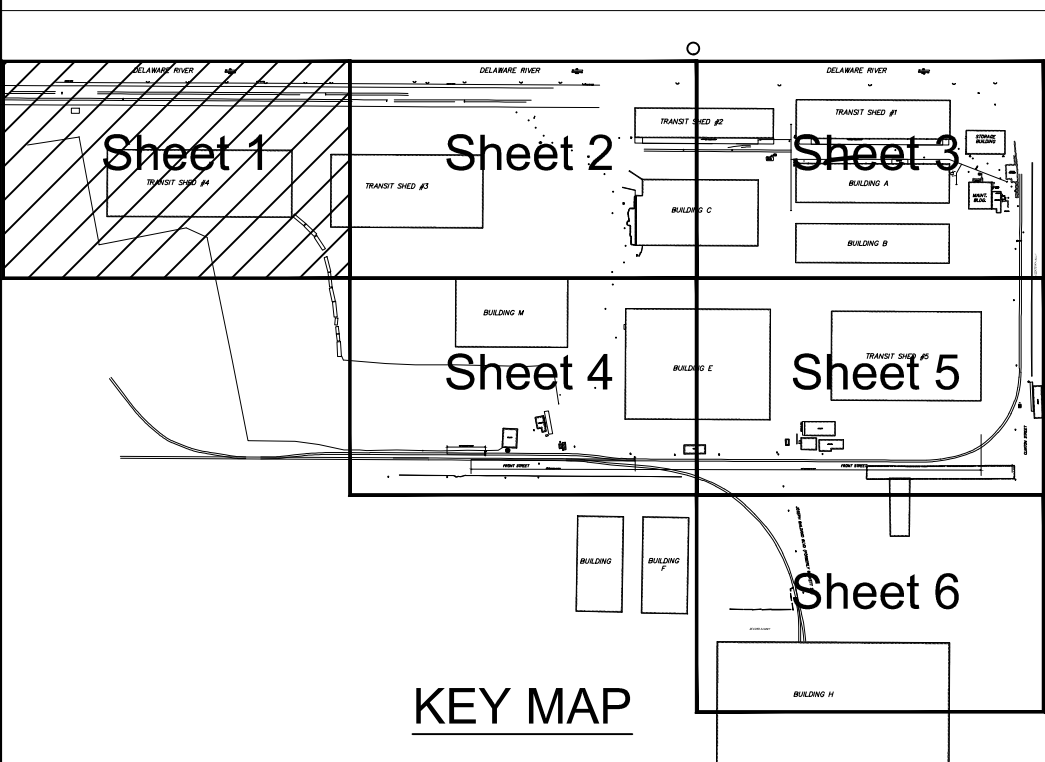 DELAWARE RIVER
DELAWARE RIVER
DELAWARE RIVER
TRANSIT SHED #2
TRANSIT SHED #1
STORAGE
BUILDING
Sheet 1
Sheet 2
Sheet 3
TRANSIT SHED #4
TRANSIT SHED #3
BUILDING A
MAINT.
BLDG.
BUILDING C
BUILDING B
BUILDING M
TRANSIT SHED #5
BUILDING E
Sheet 4
Sheet 5
CLINTON STREET
FRONT STREET
FRONT STREET
BUILDING
BUILDING
F
Sheet 6
BUILDING H
KEY MAP